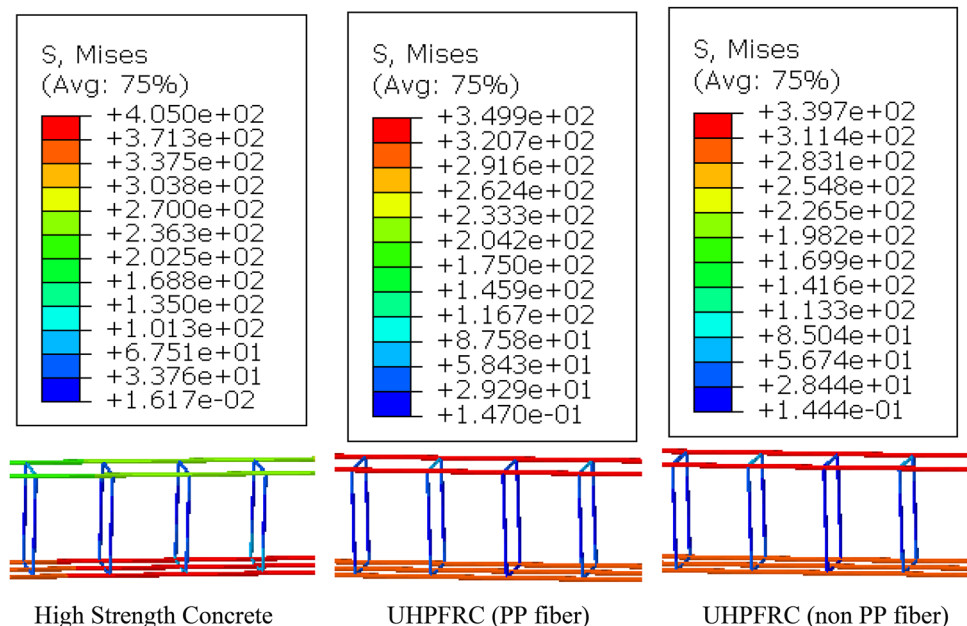 S, Mises
(Avg: 75%)
+4.050e+02
+3.713e+02
+3.375e+02
+3.038e+02
+2.700e+02
+2.363e+02
+2.025e+02
+1.688e+02
+1.350e+02
+1.013e+02
+6.751e+01
+3.376e+01
+1.617e-02
S, Mises
(Avg: 75%)
+3.499e+02
+3.207e+02
+2.916e+02
+2.624e+02
+2.333e+02
+2.042e+02
+1.750e+02
+1.459e+02
+1.167e+02
+8.758e+01
+5.843e+01
+2.929e+01
+1.470e-01
S, Mises
(Avg: 75%)
+3.397e+02
+3.114e+02
+2.831e+02
+2.548e+02
+2.265e+02
+1.982e+02
+1.699e+02
+1.416e+02
+1.133e+02
+8.504e+01
+5.674e+01
+2.844e+01
+1.444e-01
High Strength Concrete
UHPFRC (PP fiber)
UHPFRC (non PP fiber)